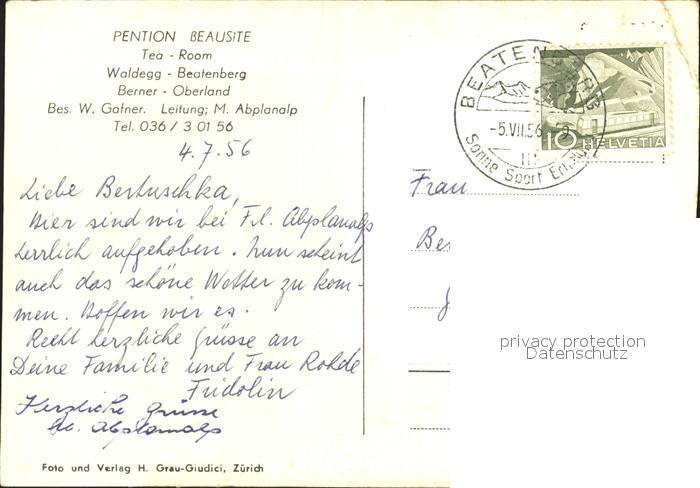 PENTION BEAUSITE
Tea - Room
Waldegg - Beatenberg
Berner - Oberland
Bes. W. Gafner. Leitung; M. Abplanalp
Tel. 036 / 3 01 56
4.7.56
Liebe Bertuschka,
Hier sind wir bei Frl. Abplanalp
herrlich aufgehoben. Nun scheint
auch das schöne Wetter zu kom-
men. Hoffen wir es.
Recht herzliche Grüsse an
Deine Familie und Frau Rohde
Fridolin
Herzliche Grüsse
M. Abplanalp
Foto und Verlag H. Grau-Giudici, Zürich
BEATENBERG
-5.VII.56
Sonne Sport
10 HELVETIA
Frau
Be
privacy protection
Datenschutz